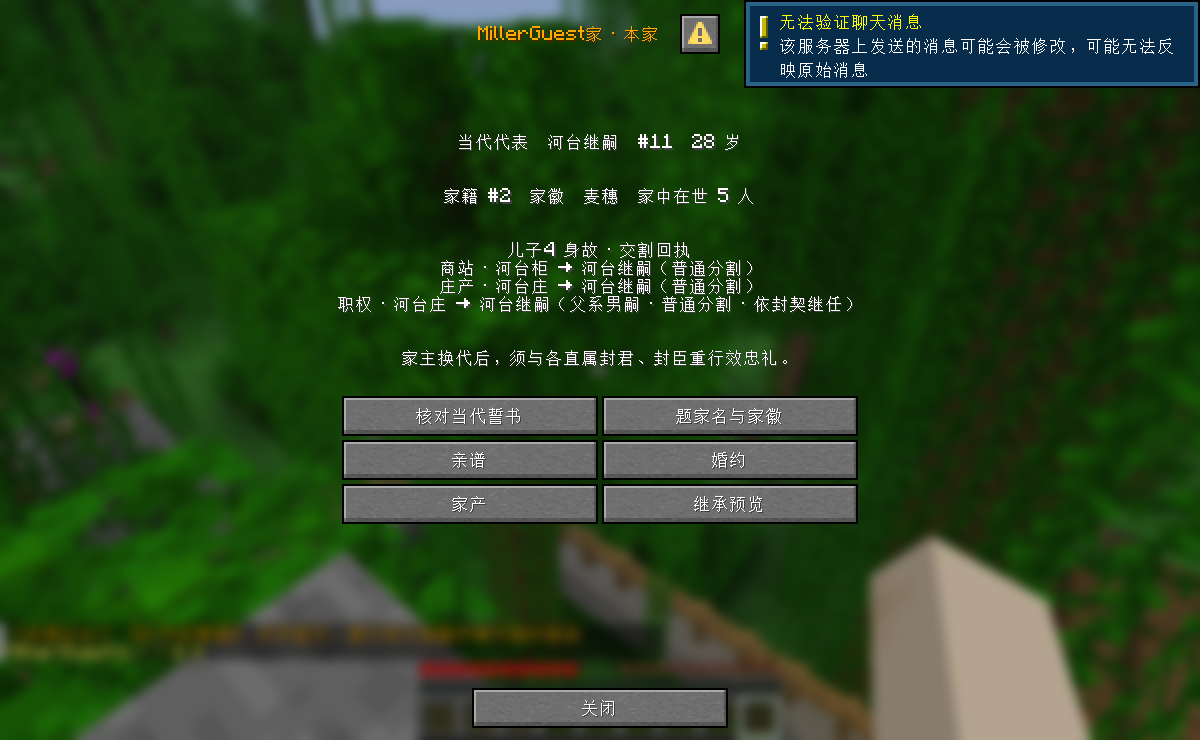 MillerGuest家 · 本家
无法验证聊天消息
该服务器上发送的消息可能会被修改，可能无法反
映原始消息
当代代表 河台继嗣 #11 28 岁
家籍 #2 家徽 麦穗 家中在世 5 人
儿子4 身故 · 交割回执
商站 · 河台柜 → 河台继嗣（普通分割）
庄产 · 河台庄 → 河台继嗣（普通分割）
职权 · 河台庄 → 河台继嗣（父系男嗣 · 普通分割 · 依封契继任）
家主换代后，须与各直属封君、封臣重行效忠礼。
核对当代誓书
题家名与家徽
亲谱
婚约
家产
继承预览
关闭